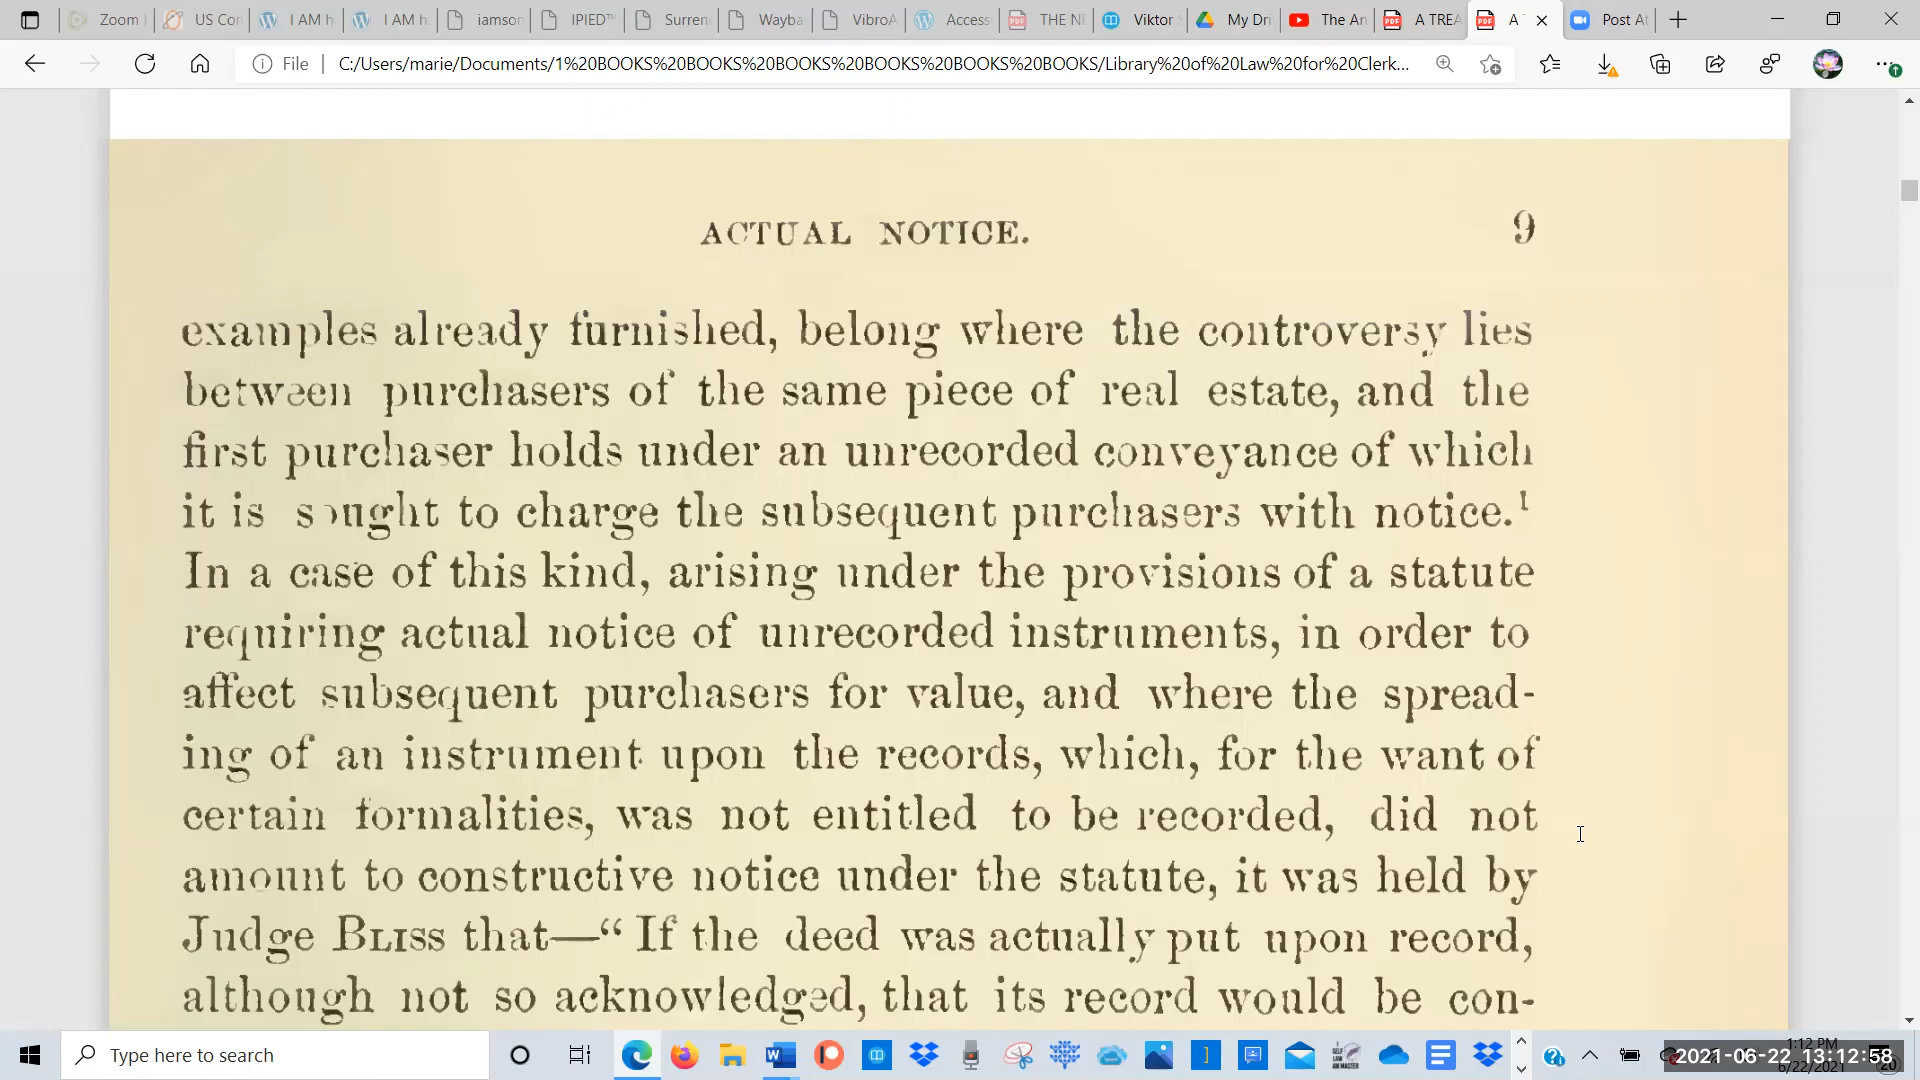 Zoom
US Co
I AM h
I AM h
iamson
IPIED™
Surren
Wayba
VibroA
Access
THE NE
Viktor
My Dri
The An
A TREA
A
Post At
File
C:/Users/marie/Documents/1%20BOOKS%20BOOKS%20BOOKS%20BOOKS%20BOOKS%20BOOKS/Library%20of%20Law%20for%20Clerk...
ACTUAL NOTICE. 9
examples already furnished, belong where the controversy lies
between purchasers of the same piece of real estate, and the
first purchaser holds under an unrecorded conveyance of which
it is sought to charge the subsequent purchasers with notice.¹
In a case of this kind, arising under the provisions of a statute
requiring actual notice of unrecorded instruments, in order to
affect subsequent purchasers for value, and where the spread-
ing of an instrument upon the records, which, for the want of
certain formalities, was not entitled to be recorded, did not
amount to constructive notice under the statute, it was held by
Judge BLISS that—“ If the deed was actually put upon record,
although not so acknowledged, that its record would be con-
Type here to search
1:12 PM
2021-06-22 13:12:58
6/22/2021
20